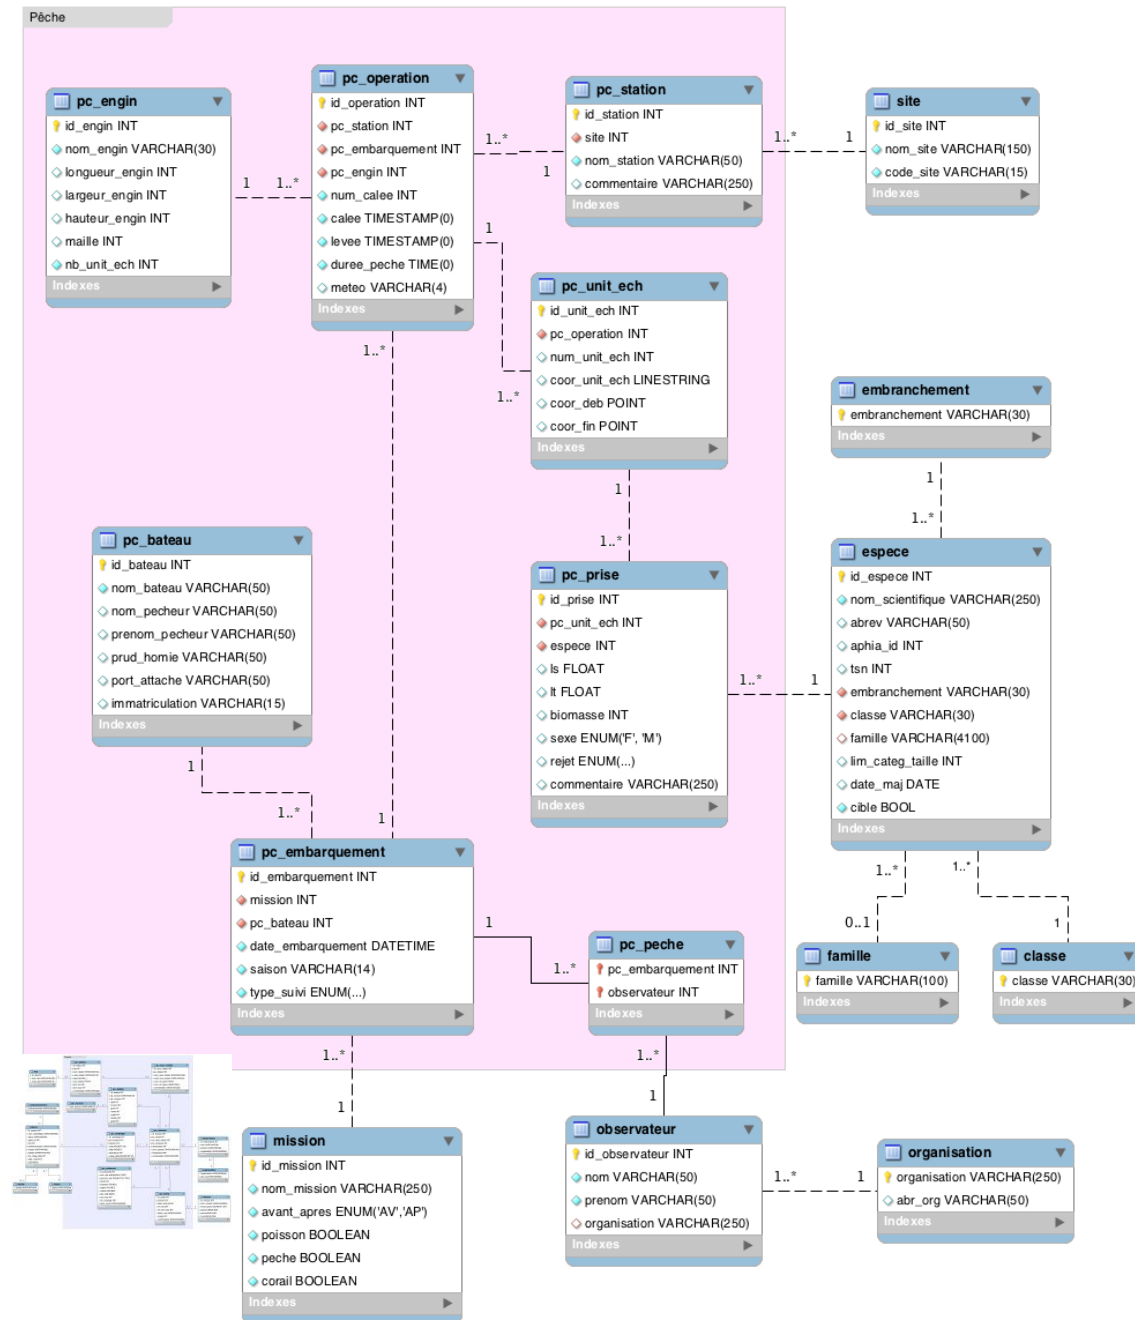 Pêche
pc_engin
id_engin INT
nom_engin VARCHAR(30)
longueur_engin INT
largeur_engin INT
hauteur_engin INT
maille INT
nb_unit_ech INT
Indexes
1
1..*
pc_operation
id_operation INT
pc_station INT
pc_embarquement INT
pc_engin INT
num_calee INT
calee TIMESTAMP(0)
levee TIMESTAMP(0)
duree_peche TIME(0)
meteo VARCHAR(4)
Indexes
1..*
1
pc_station
id_station INT
site INT
nom_station VARCHAR(50)
commentaire VARCHAR(250)
Indexes
1..*
1
site
id_site INT
nom_site VARCHAR(150)
code_site VARCHAR(15)
Indexes
1
1..*
pc_unit_ech
id_unit_ech INT
pc_operation INT
num_unit_ech INT
coor_unit_ech LINESTRING
coor_deb POINT
coor_fin POINT
Indexes
1..*
1
1
1..*
embranchement
embranchement VARCHAR(30)
Indexes
1
1..*
pc_bateau
id_bateau INT
nom_bateau VARCHAR(50)
nom_pecheur VARCHAR(50)
prenom_pecheur VARCHAR(50)
prud_homie VARCHAR(50)
port_attache VARCHAR(50)
immatriculation VARCHAR(15)
Indexes
1
1..*
pc_prise
id_prise INT
pc_unit_ech INT
espece INT
ls FLOAT
lt FLOAT
biomasse INT
sexe ENUM('F', 'M')
rejet ENUM(...)
commentaire VARCHAR(250)
Indexes
1..*
1
espece
id_espece INT
nom_scientifique VARCHAR(250)
abrev VARCHAR(50)
aphia_id INT
tsn INT
embranchement VARCHAR(30)
classe VARCHAR(30)
famille VARCHAR(4100)
lim_categ_taille INT
date_maj DATE
cible BOOL
Indexes
1..*
0..1
1..*
1
famille
famille VARCHAR(100)
Indexes
classe
classe VARCHAR(30)
Indexes
pc_embarquement
id_embarquement INT
mission INT
pc_bateau INT
date_embarquement DATETIME
saison VARCHAR(14)
type_suivi ENUM(...)
Indexes
1
1..*
pc_peche
pc_embarquement INT
observateur INT
Indexes
1..*
1
1..*
1
mission
id_mission INT
nom_mission VARCHAR(250)
avant_apres ENUM('AV','AP')
poisson BOOLEAN
peche BOOLEAN
corail BOOLEAN
Indexes
observateur
id_observateur INT
nom VARCHAR(50)
prenom VARCHAR(50)
organisation VARCHAR(250)
Indexes
1..*
1
organisation
organisation VARCHAR(250)
abr_org VARCHAR(50)
Indexes